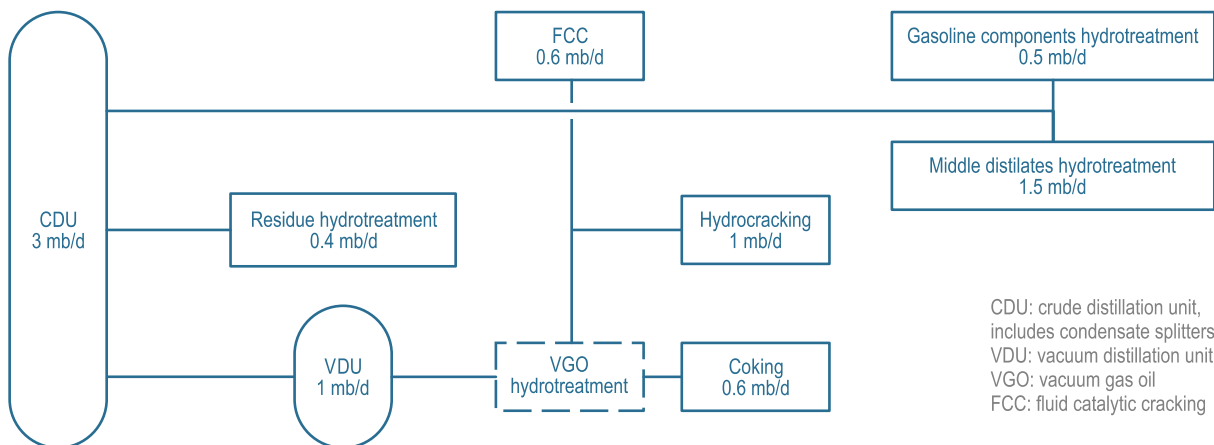 FCC
0.6 mb/d
Gasoline components hydrotreatment
0.5 mb/d
Middle distilates hydrotreatment
1.5 mb/d
CDU
3 mb/d
Residue hydrotreatment
0.4 mb/d
Hydrocracking
1 mb/d
VDU
1 mb/d
VGO
hydrotreatment
Coking
0.6 mb/d
CDU: crude distillation unit,
includes condensate splitters
VDU: vacuum distillation unit
VGO: vacuum gas oil
FCC: fluid catalytic cracking